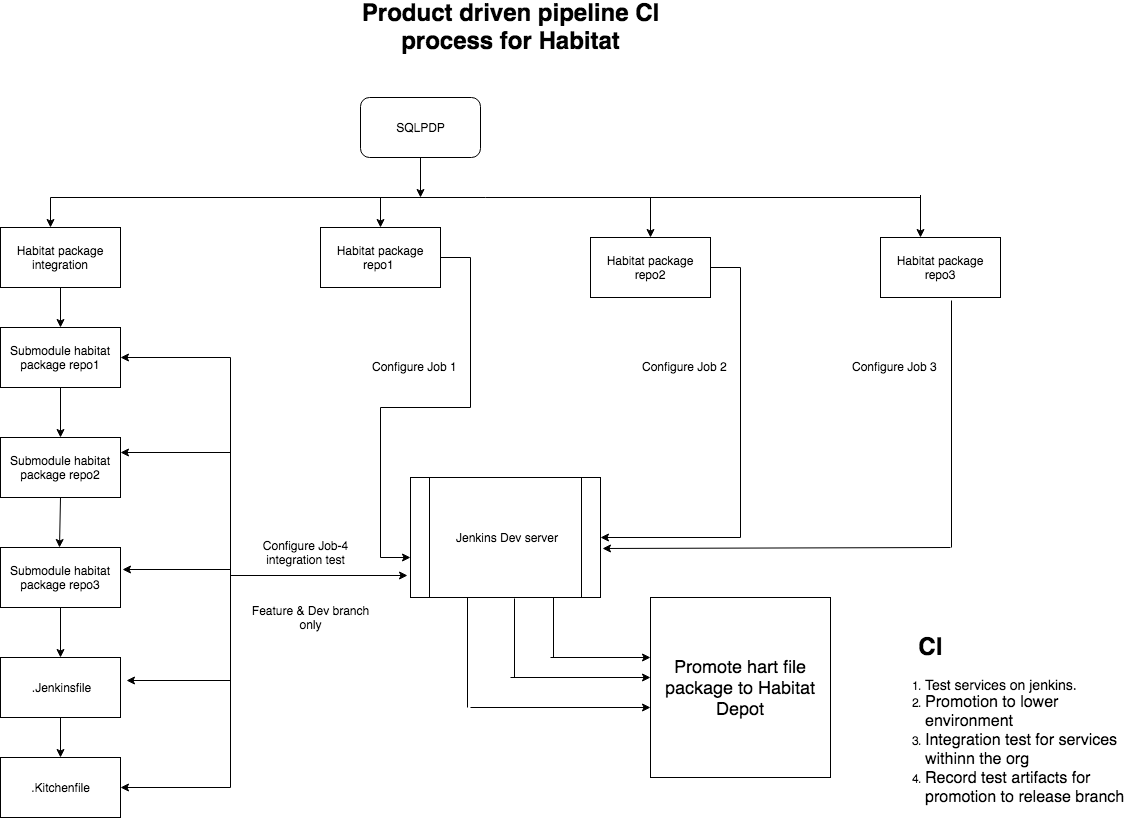 Product driven pipeline CI
process for Habitat
SQLPDP
Habitat package
integration
Habitat package
repo1
Habitat package
repo2
Habitat package
repo3
Submodule habitat
package repo1
Configure Job 1
Configure Job 2
Configure Job 3
Submodule habitat
package repo2
Jenkins Dev server
Configure Job-4
integration test
Submodule habitat
package repo3
Feature & Dev branch
only
.Jenkinsfile
Promote hart file
package to Habitat
Depot
.Kitchenfile
CI
1. Test services on jenkins.
2. Promotion to lower
environment
3. Integration test for services
withinn the org
4. Record test artifacts for
promotion to release branch